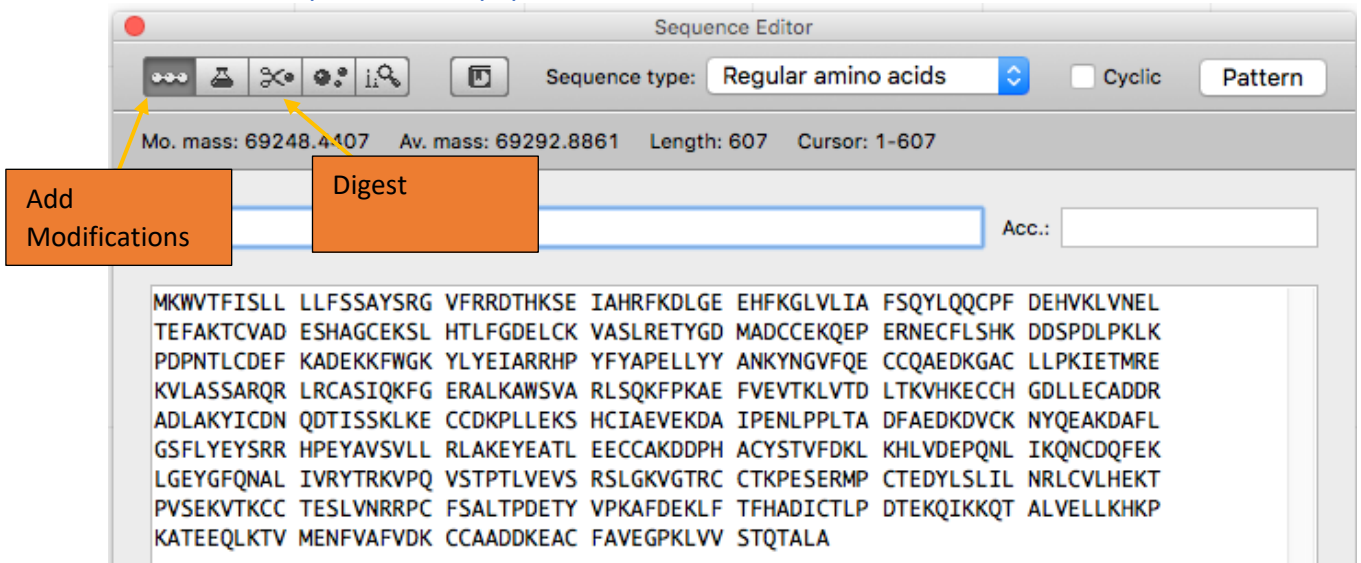 Sequence Editor
Sequence type: Regular amino acids Cyclic Pattern
Mo. mass: 69248.4407 Av. mass: 69292.8861 Length: 607 Cursor: 1-607
Add
Modifications
Digest
Acc.:
MKWVTFISLL LLFSSAYSRG VFRRDTHKSE IAHRFKDLGE EHFKGLVLIA FSQYLQQCPF DEHVKLVNEL
TEFAKTCVAD ESHAGCEKSL HTLFGDELCK VASLRETYGD MADCCEKQEP ERNECFLSHK DDSPDLPKLK
PDPNTLCDEF KADEKKFWGK YLYEIARRHP YFYAPELLYY ANKYNGVFQE CCQAEDKGAC LLPKIETMRE
KVLASSARQR LRCASIQKFG ERALKAWSVA RLSQKFPKAE FVEVTKLVTD LTKVHKECCH GDLLECADDR
ADLAKYICDN QDTISSKLKE CCDKPLLEKS HCIAEVEKDA IPENLPPLTA DFAEDKDVCK NYQEAKDAFL
GSFLYEYSRR HPEYAVSVLL RLAKEYEATL EECCAKDDPH ACYSTVFDKL KHLVDEPQNL IKQNCDQFEK
LGEYGFQNAL IVRYTRKVPQ VSTPTLVEVS RSLGKVGTRC CTKPESERMP CTEDYLSLIL NRLCVLHEKT
PVSEKVTKCC TESLVNRRPC FSALTPDETY VPKAFDEKLF TFHADICTLP DTEKQIKKQT ALVELLKHKP
KATEEQLKTV MENFVAFVDK CCAADDKEAC FAVEGPKLVV STQTALA